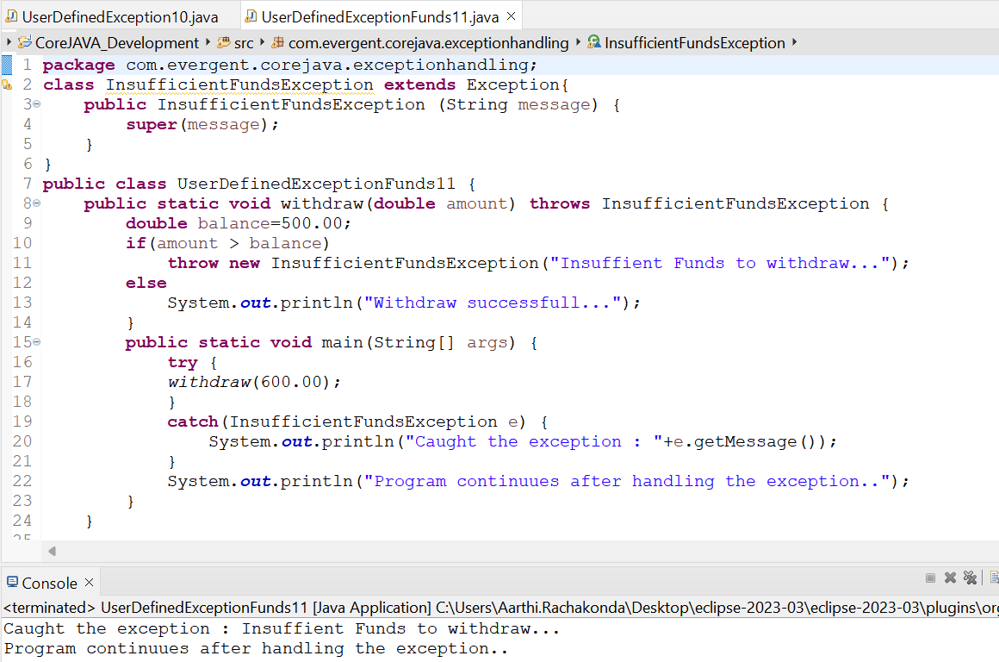 UserDefinedException10.java UserDefinedExceptionFunds11.java
CoreJAVA_Development src com.evergent.corejava.exceptionhandling InsufficientFundsException
1 package com.evergent.corejava.exceptionhandling;
2 class InsufficientFundsException extends Exception{
3 public InsufficientFundsException (String message) {
4 super(message);
5 }
6 }
7 public class UserDefinedExceptionFunds11 {
8 public static void withdraw(double amount) throws InsufficientFundsException {
9 double balance=500.00;
10 if(amount > balance)
11 throw new InsufficientFundsException("Insuffient Funds to withdraw...");
12 else
13 System.out.println("Withdraw successfull...");
14 }
15 public static void main(String[] args) {
16 try {
17 withdraw(600.00);
18 }
19 catch(InsufficientFundsException e) {
20 System.out.println("Caught the exception : "+e.getMessage());
21 }
22 System.out.println("Program continuues after handling the exception..");
23 }
24 }
25
Console
<terminated> UserDefinedExceptionFunds11 [Java Application] C:\Users\Aarthi.Rachakonda\Desktop\eclipse-2023-03\eclipse-2023-03\plugins\org
Caught the exception : Insuffient Funds to withdraw...
Program continuues after handling the exception..